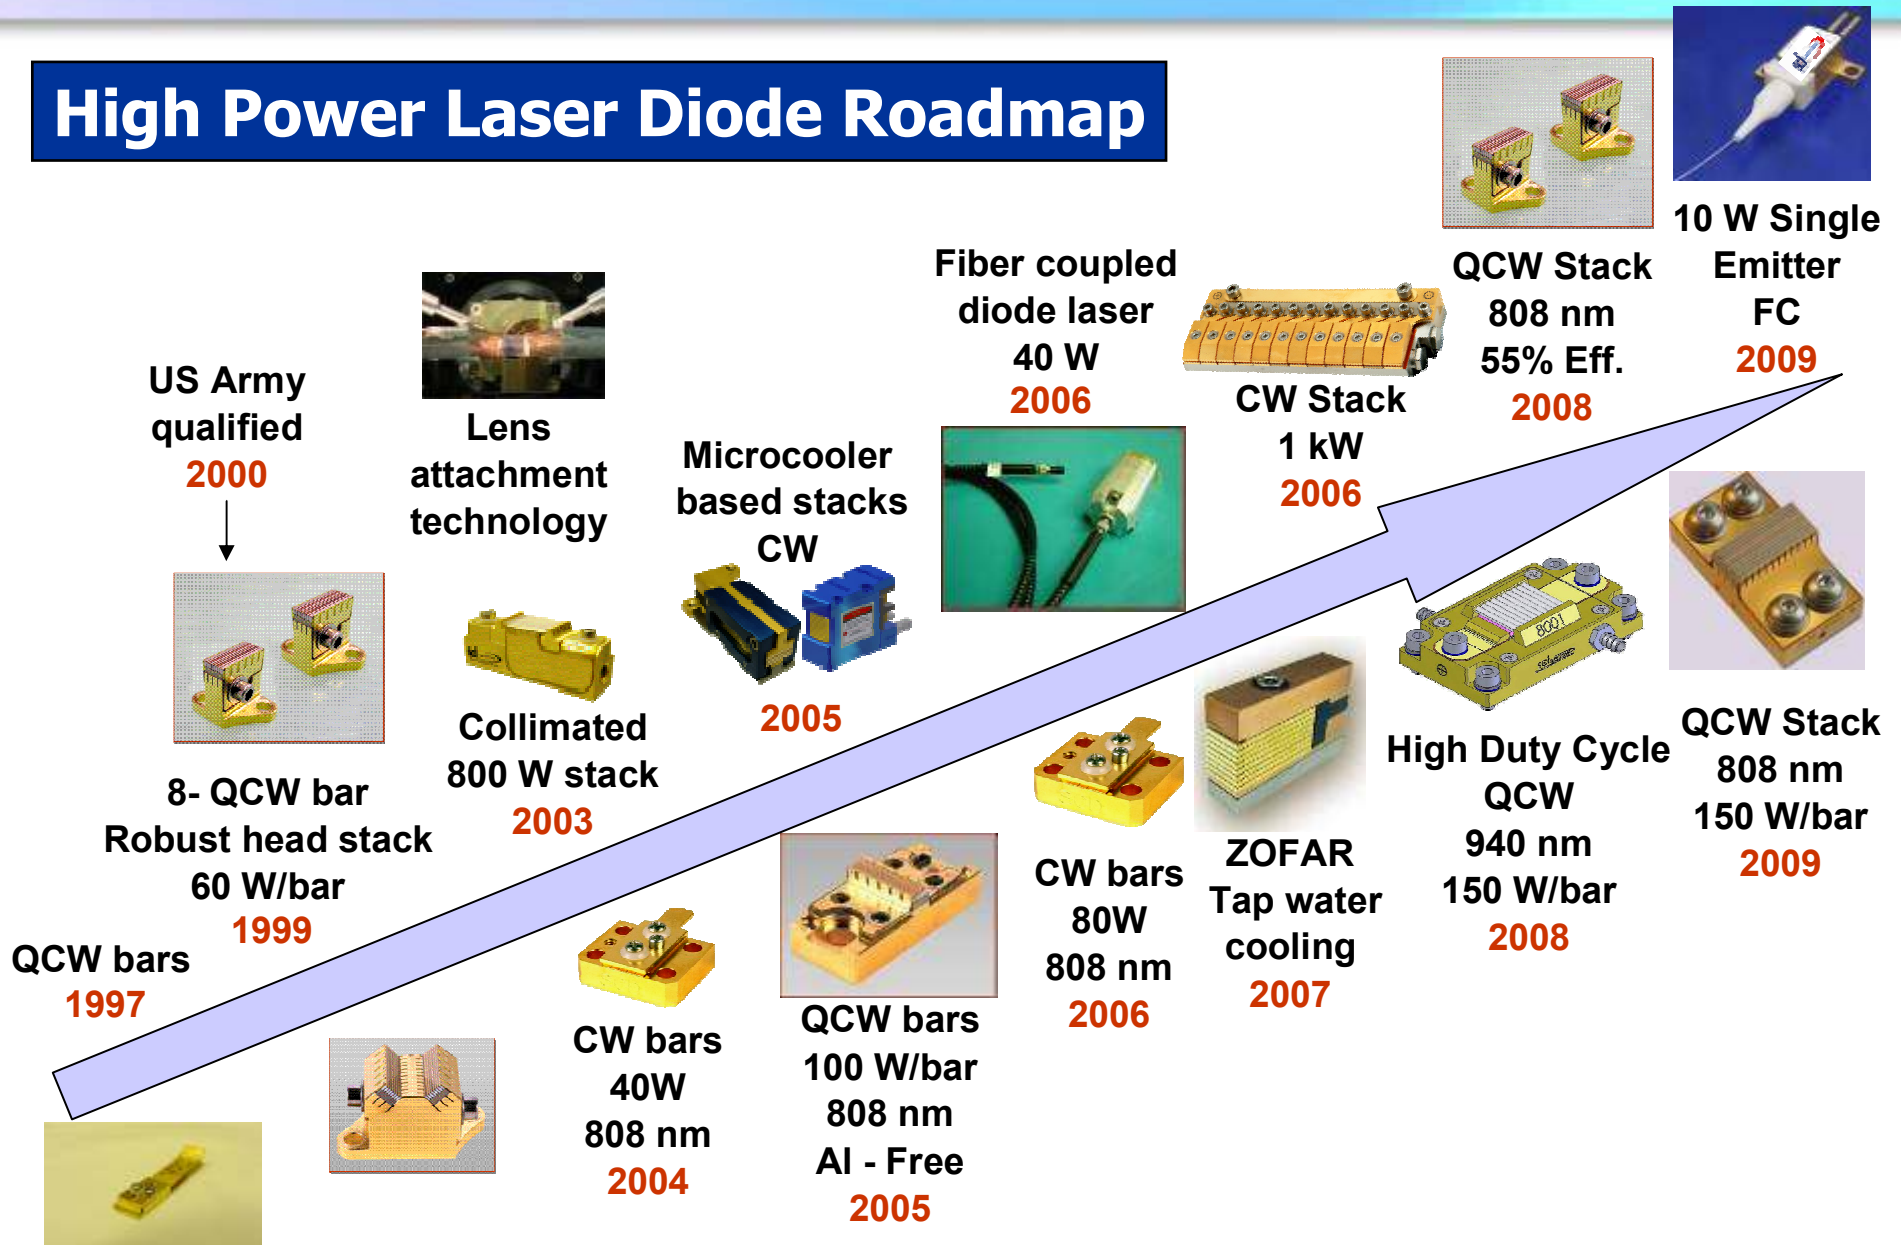 High Power Laser Diode Roadmap
10 W Single
Emitter
FC
2009
QCW Stack
808 nm
55% Eff.
2008
Fiber coupled
diode laser
40 W
2006
CW Stack
1 kW
2006
US Army
qualified
2000
Lens
attachment
technology
Microcooler
based stacks
CW
2005
Collimated
800 W stack
2003
8- QCW bar
Robust head stack
60 W/bar
1999
QCW bars
1997
CW bars
40W
808 nm
2004
QCW bars
100 W/bar
808 nm
Al - Free
2005
CW bars
80W
808 nm
2006
ZOFAR
Tap water
cooling
2007
8001
High Duty Cycle
QCW
940 nm
150 W/bar
2008
QCW Stack
808 nm
150 W/bar
2009